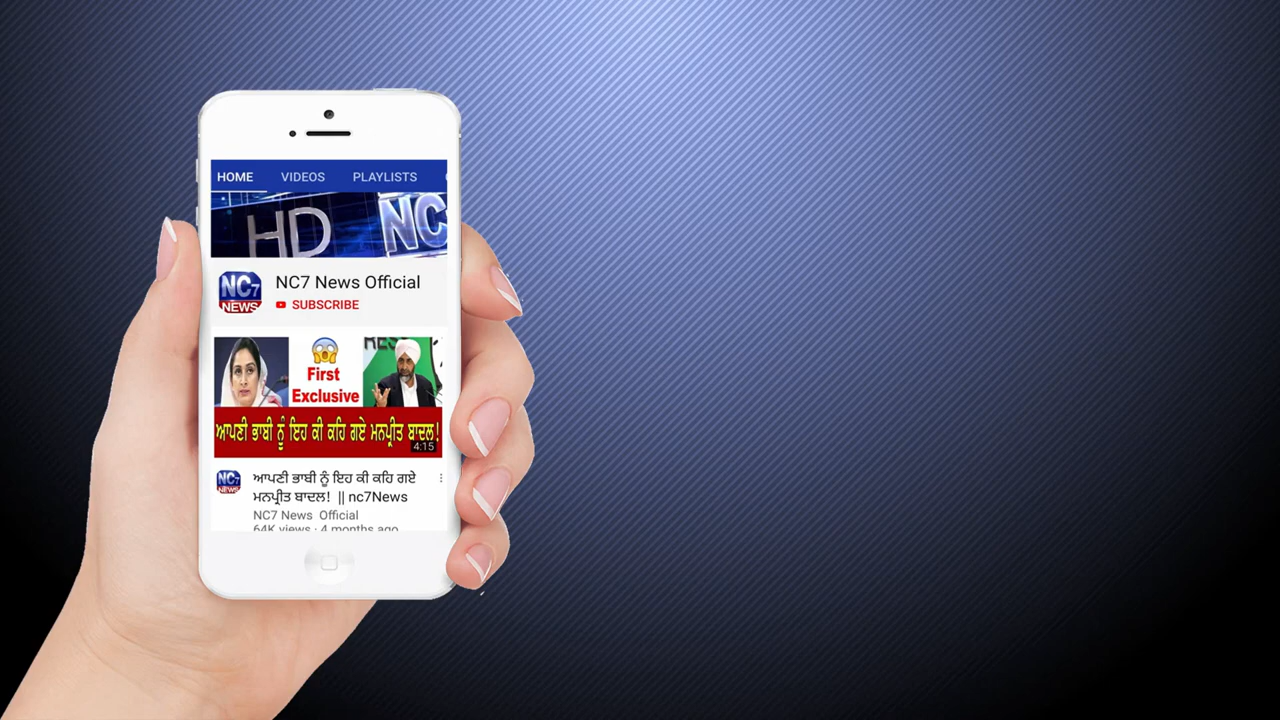 HOME VIDEOS PLAYLISTS
HD NC
NC7 NEWS
NC7 News Official
SUBSCRIBE
First
Exclusive
ਆਪਣੀ ਭਾਬੀ ਨੂੰ ਇਹ ਕੀ ਕਹਿ ਗਏ ਮਨਪ੍ਰੀਤ ਬਾਦਲ!
4:15
NC7 NEWS
ਆਪਣੀ ਭਾਬੀ ਨੂੰ ਇਹ ਕੀ ਕਹਿ ਗਏ
ਮਨਪ੍ਰੀਤ ਬਾਦਲ! || nc7News
NC7 News Official
64K views · 4 months ago